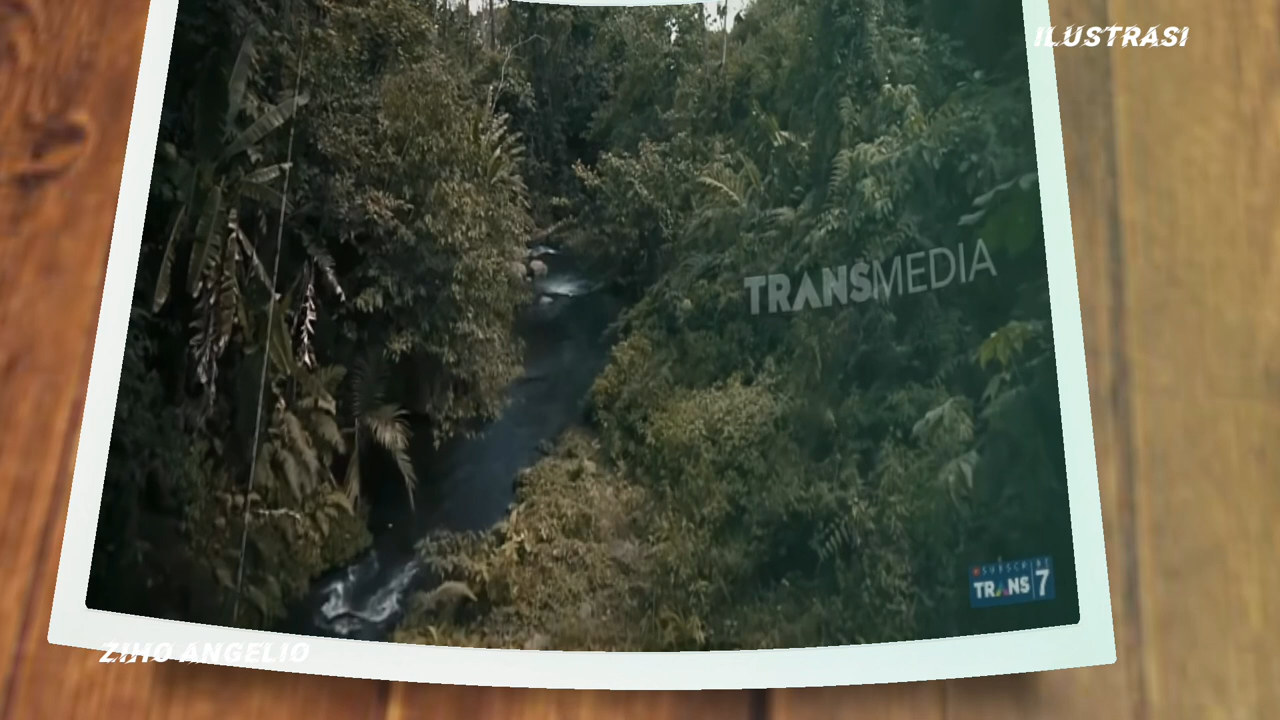 ILUSTRASI
TRANSMEDIA
SUBSCRIBE
TRANS 7
ZIHO ANGELIO